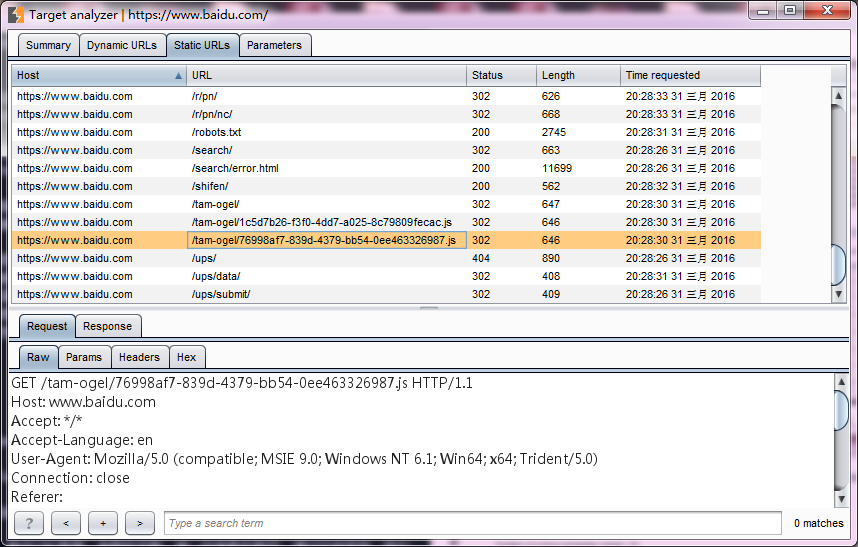 Target analyzer | https://www.baidu.com/
Summary Dynamic URLs Static URLs Parameters
Host URL Status Length Time requested
https://www.baidu.com /r/pn/ 302 626 20:28:33 31 三月 2016
https://www.baidu.com /r/pn/nc/ 302 668 20:28:33 31 三月 2016
https://www.baidu.com /robots.txt 200 2745 20:28:31 31 三月 2016
https://www.baidu.com /search/ 302 663 20:28:26 31 三月 2016
https://www.baidu.com /search/error.html 200 11699 20:28:26 31 三月 2016
https://www.baidu.com /shifen/ 200 562 20:28:32 31 三月 2016
https://www.baidu.com /tam-ogel/ 302 647 20:28:30 31 三月 2016
https://www.baidu.com /tam-ogel/1c5d7b26-f3f0-4dd7-a025-8c79809fecac.js 302 646 20:28:30 31 三月 2016
https://www.baidu.com /tam-ogel/76998af7-839d-4379-bb54-0ee463326987.js 302 646 20:28:30 31 三月 2016
https://www.baidu.com /ups/ 404 890 20:28:26 31 三月 2016
https://www.baidu.com /ups/data/ 302 408 20:28:31 31 三月 2016
https://www.baidu.com /ups/submit/ 302 409 20:28:26 31 三月 2016
Request Response
Raw Params Headers Hex
GET /tam-ogel/76998af7-839d-4379-bb54-0ee463326987.js HTTP/1.1
Host: www.baidu.com
Accept: */*
Accept-Language: en
User-Agent: Mozilla/5.0 (compatible; MSIE 9.0; Windows NT 6.1; Win64; x64; Trident/5.0)
Connection: close
Referer:
? < + > Type a search term 0 matches